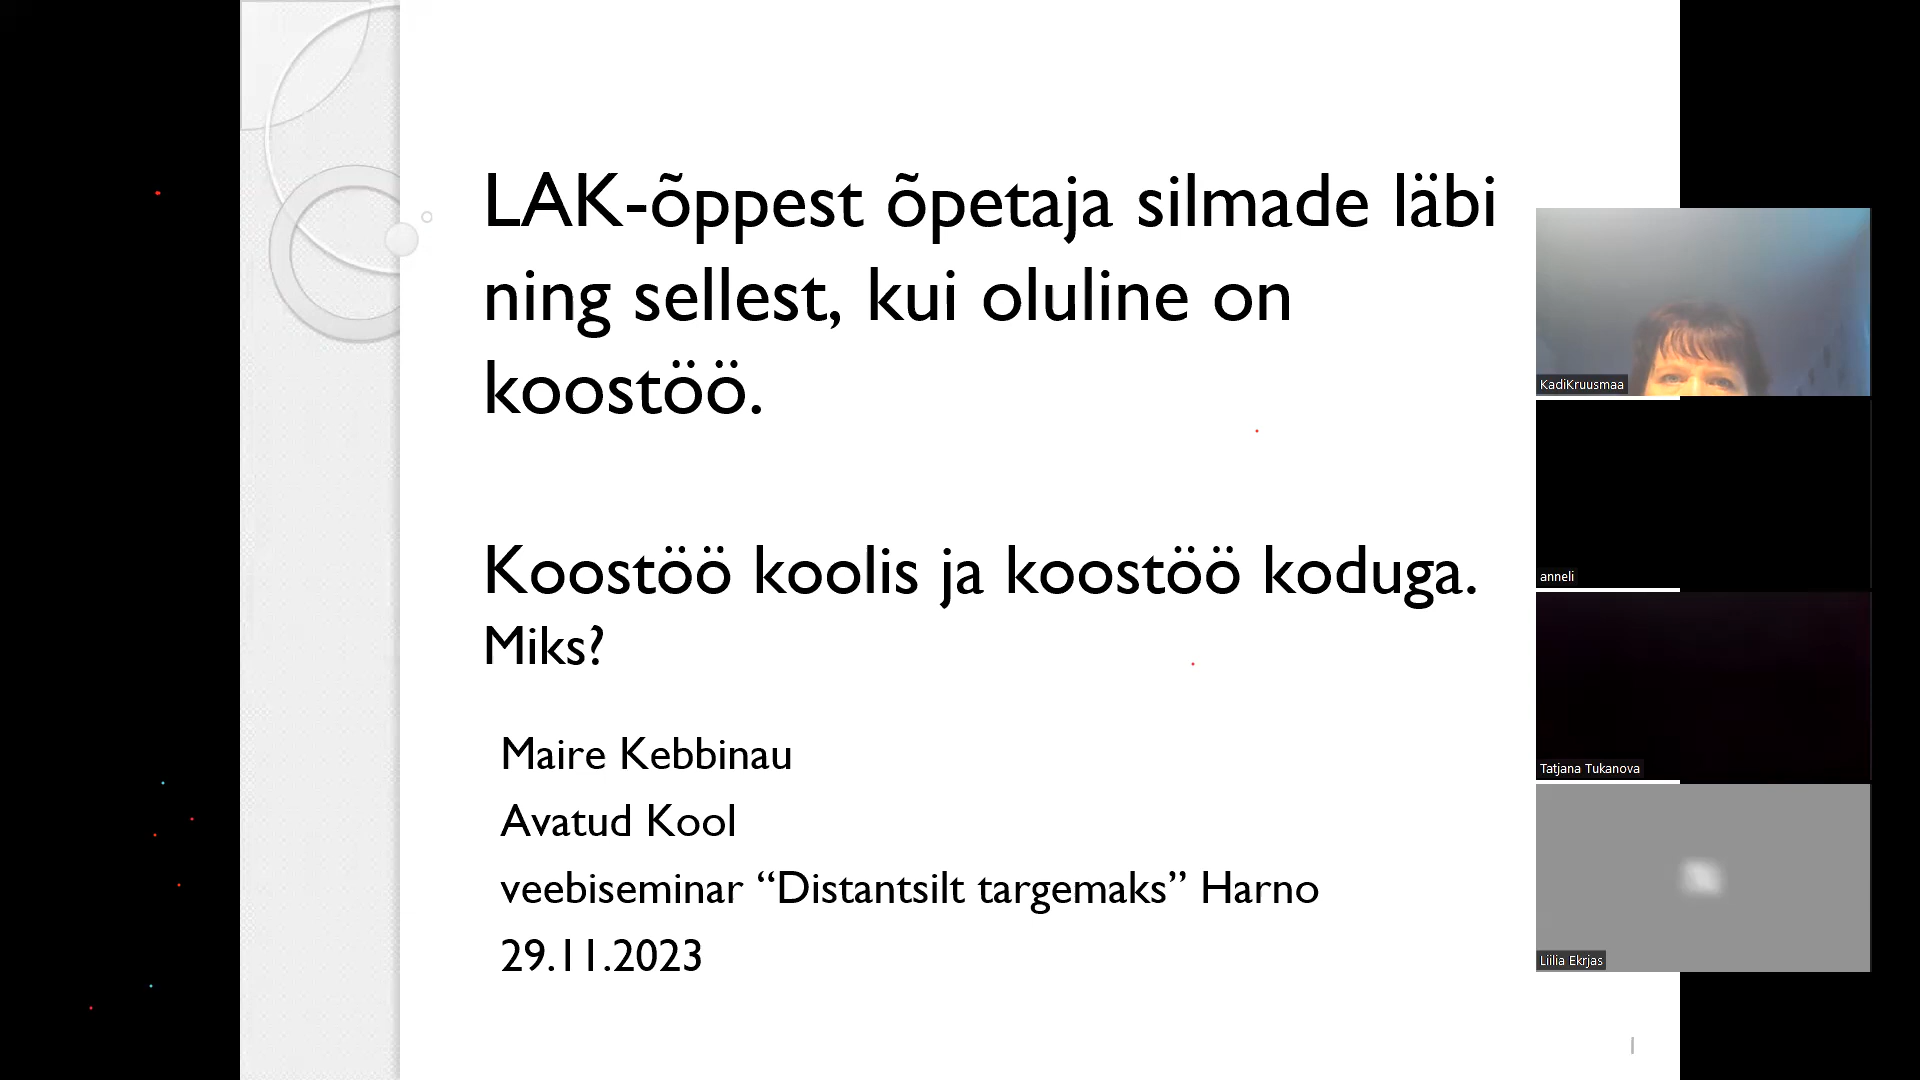 LAK-õppest õpetaja silmade läbi
ning sellest, kui oluline on
koostöö.
Koostöö koolis ja koostöö koduga.
Miks?
Maire Kebbinau
Avatud Kool
veebiseminar “Distantsilt targemaks” Harno
29.11.2023
1
KadiKruusmaa
anneli
Tatjana Tukanova
Liilia Ekrjas